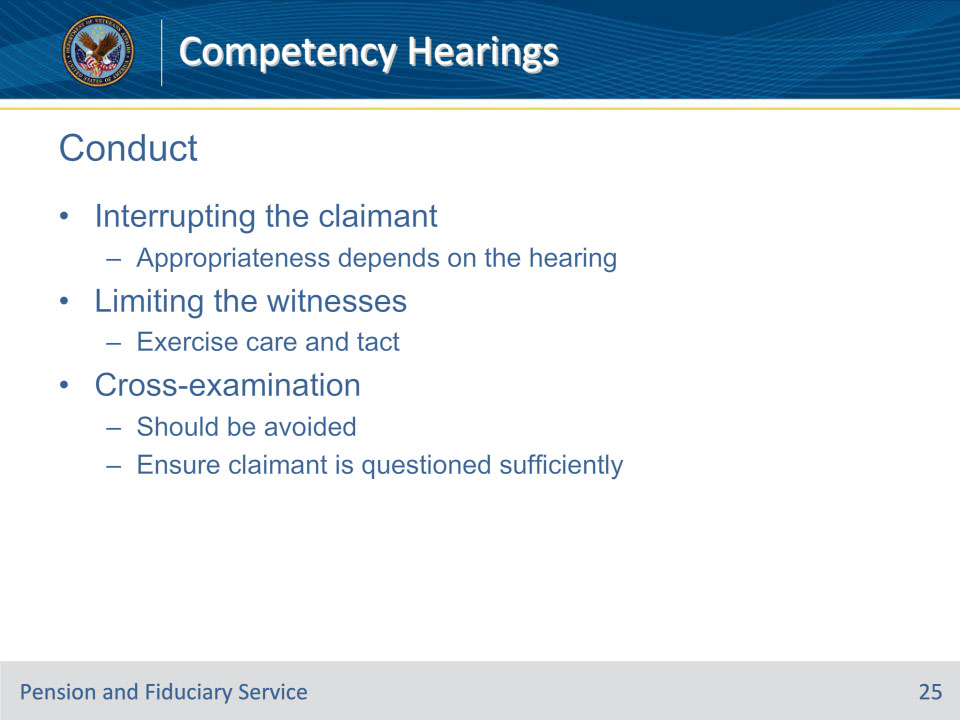 DEPARTMENT OF VETERANS AFFAIRS
UNITED STATES OF AMERICA
Competency Hearings
Conduct
• Interrupting the claimant
– Appropriateness depends on the hearing
• Limiting the witnesses
– Exercise care and tact
• Cross-examination
– Should be avoided
– Ensure claimant is questioned sufficiently
Pension and Fiduciary Service
25